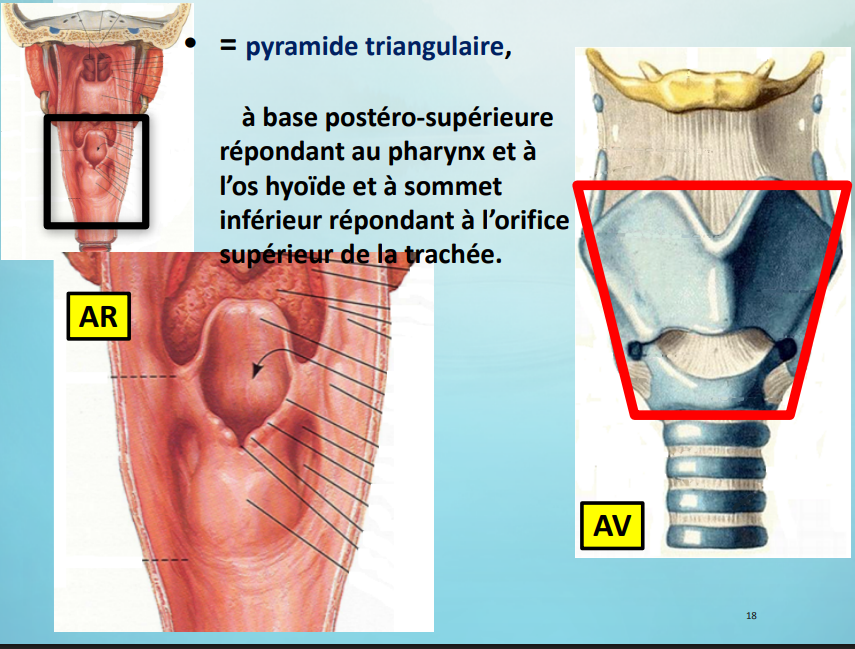 • = pyramide triangulaire,
à base postéro-supérieure
répondant au pharynx et à
l’os hyoïde et à sommet
inférieur répondant à l’orifice
supérieur de la trachée.
AR
AV
18